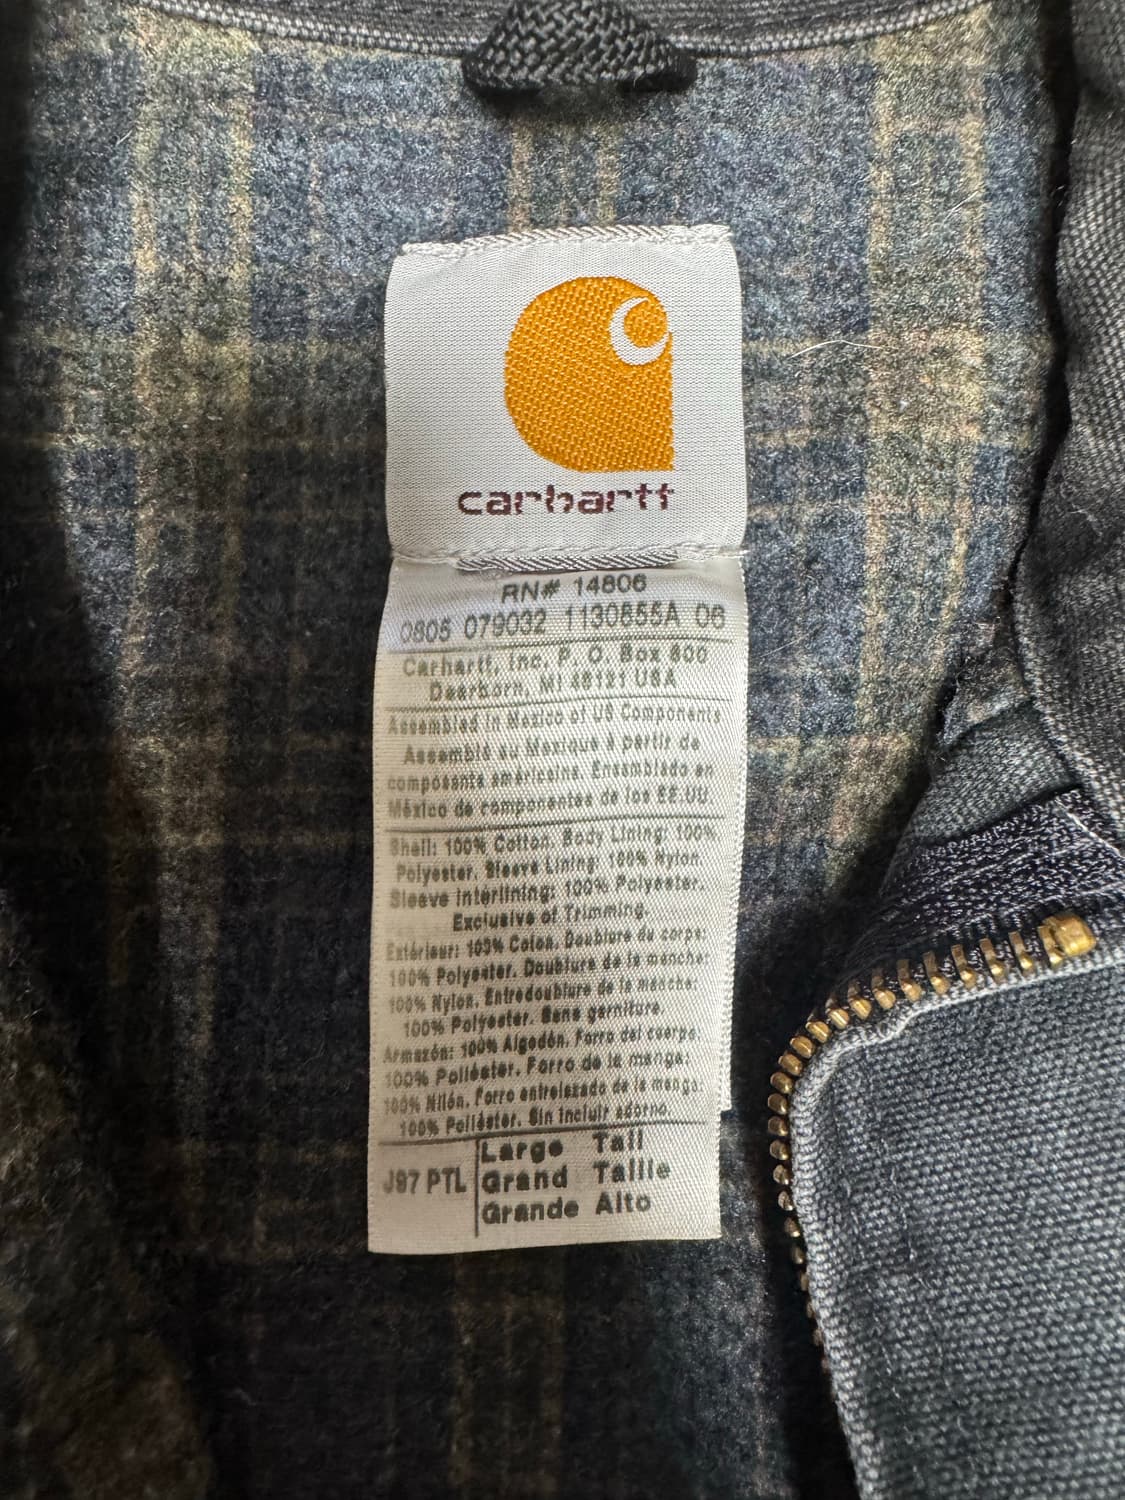 carhartt
RN# 14806
0805 079032 1130855A 06
Carhartt, Inc. P. O. Box 600
Dearborn, MI 48121 USA
Assembled in Mexico of US Components
Assemblé au Mexique à partir de
composants américains. Ensamblado en
México de componentes de los EE.UU.
Shell: 100% Cotton. Body Lining: 100%
Polyester. Sleeve Lining: 100% Nylon.
Sleeve Interlining: 100% Polyester.
Exclusive of Trimming.
Extérieur: 100% Coton. Doublure du corps:
100% Polyester. Doublure de la manche:
100% Nylon. Entredoublure de la manche:
100% Polyester. Sans garniture.
Armazón: 100% Algodón. Forro del cuerpo:
100% Poliéster. Forro de la manga:
100% Nilón. Forro entrelazado de la manga:
100% Poliéster. Sin incluir adorno.
J97 PTL
Large Tall
Grand Taille
Grande Alto